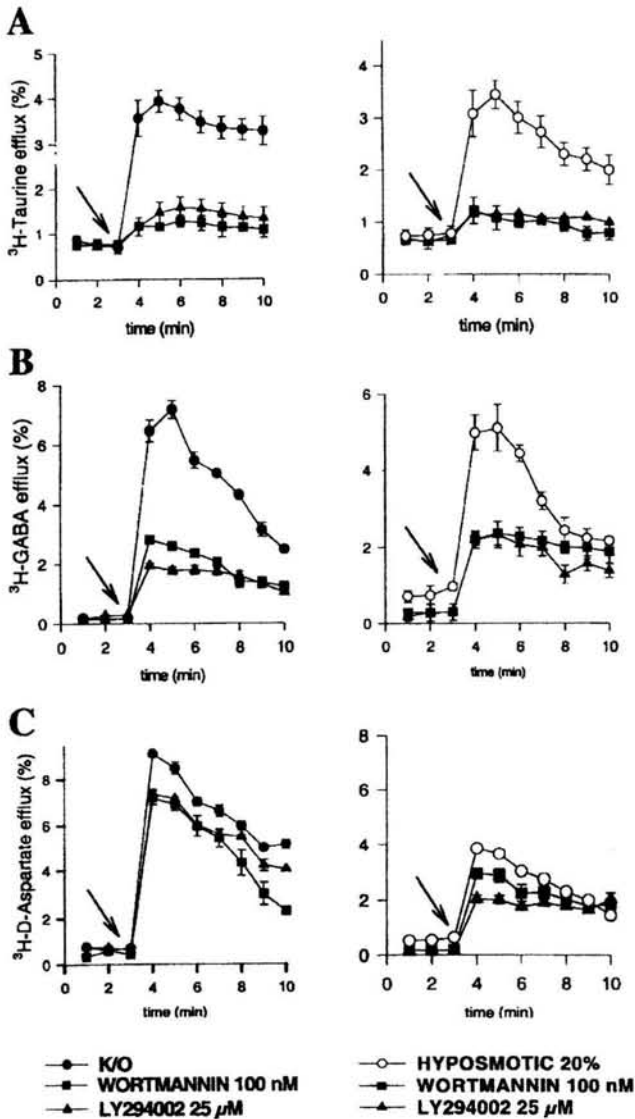 A
³H-Taurine efflux (%)
5
4
3
2
1
0
0 2 4 6 8 10
time (min)
4
3
2
1
0
0 2 4 6 8 10
time (min)
B
³H-GABA efflux (%)
8
6
4
2
0
0 2 4 6 8 10
time (min)
6
4
2
0
0 2 4 6 8 10
time (min)
C
³H-D-Aspartate efflux (%)
8
6
4
2
0
0 2 4 6 8 10
time (min)
8
6
4
2
0
0 2 4 6 8 10
time (min)
K/O
WORTMANNIN 100 nM
LY294002 25 µM
HYPOSMOTIC 20%
WORTMANNIN 100 nM
LY294002 25 µM